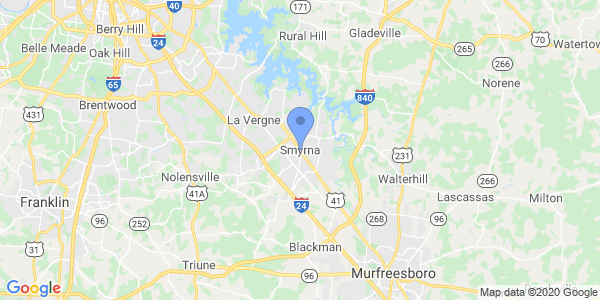 40
70
Berry Hill
Rural Hill
Gladeville
24
Belle Meade
Oak Hill
265
Watertow
266
65
Norene
Brentwood
840
266
431
La Vergne
Smyrna
231
Nolensville
Walterhill
41A
Lascassas
Milton
Franklin
24
41
96
268
96
96
31
Blackman
Triune
96
Murfreesboro
Google
Map data ©2020 Google